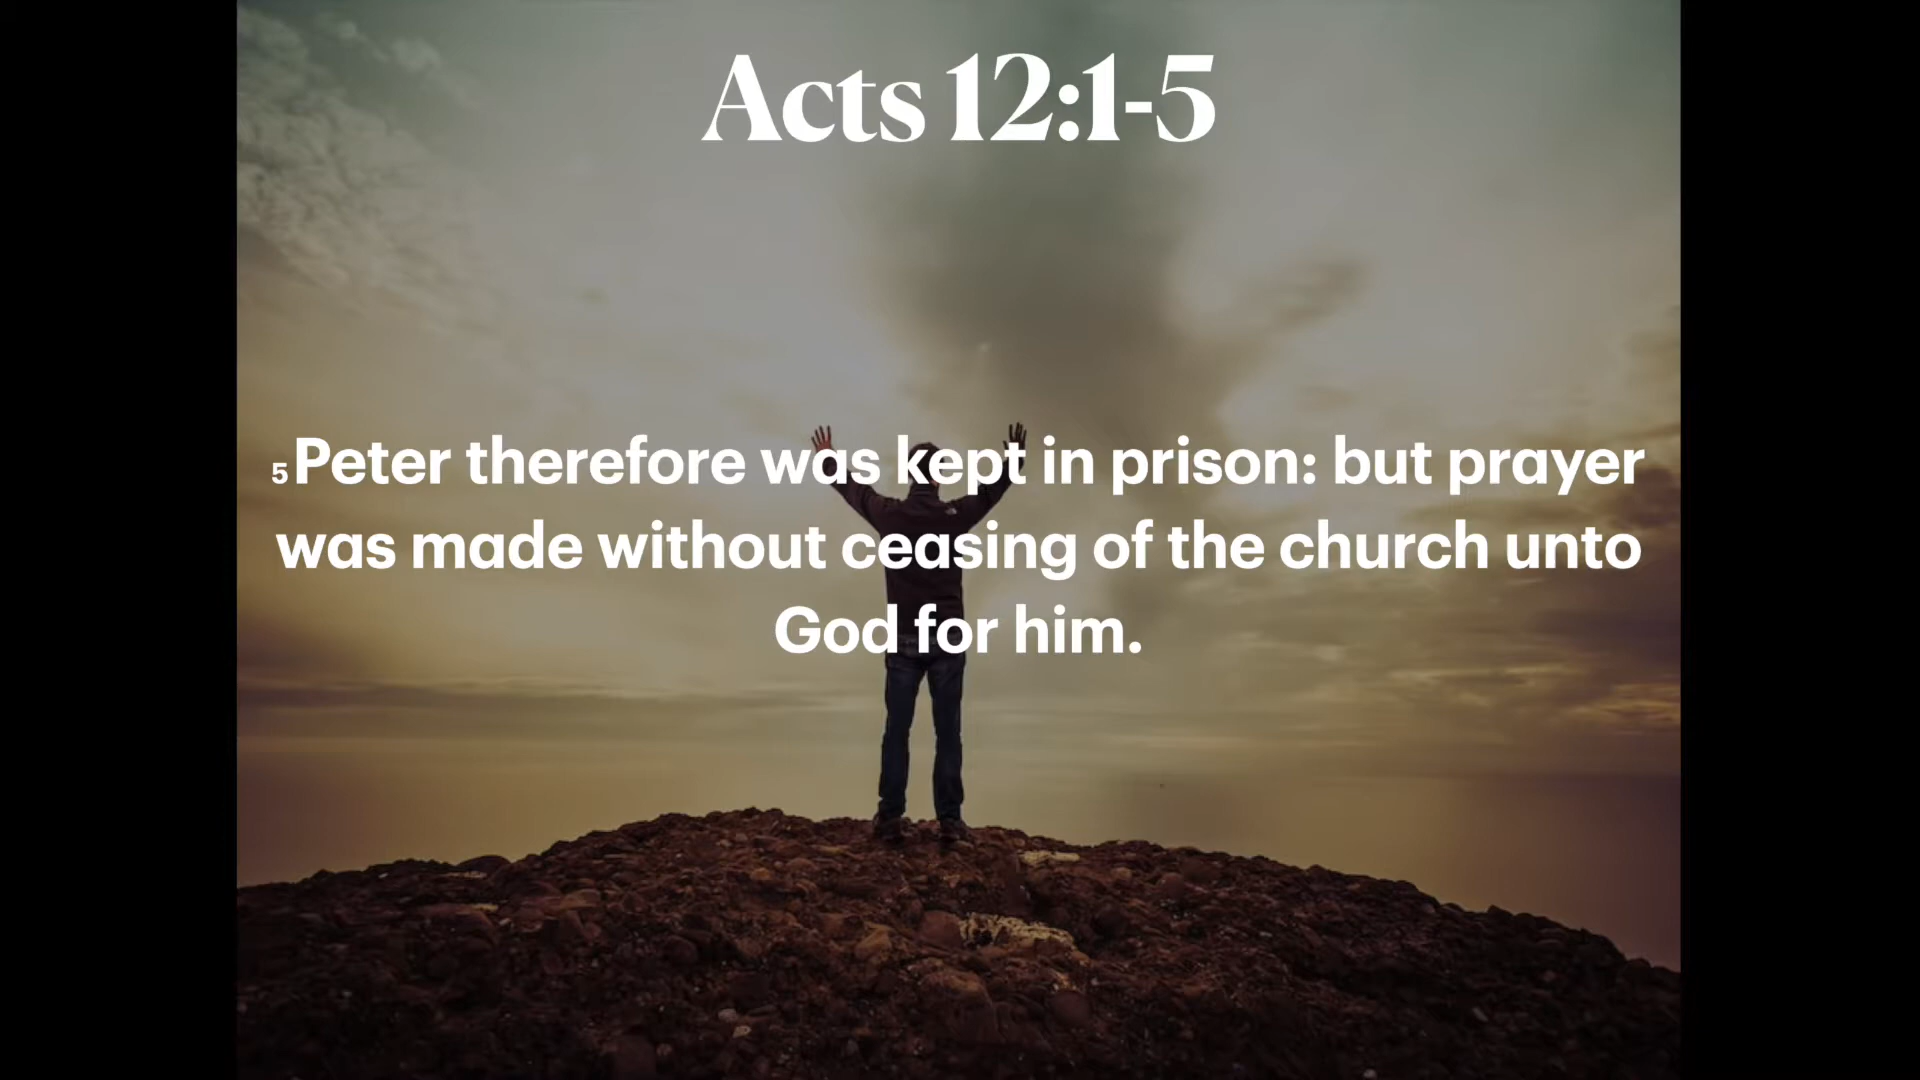 Acts 12:1-5
5Peter therefore was kept in prison: but prayer
was made without ceasing of the church unto
God for him.